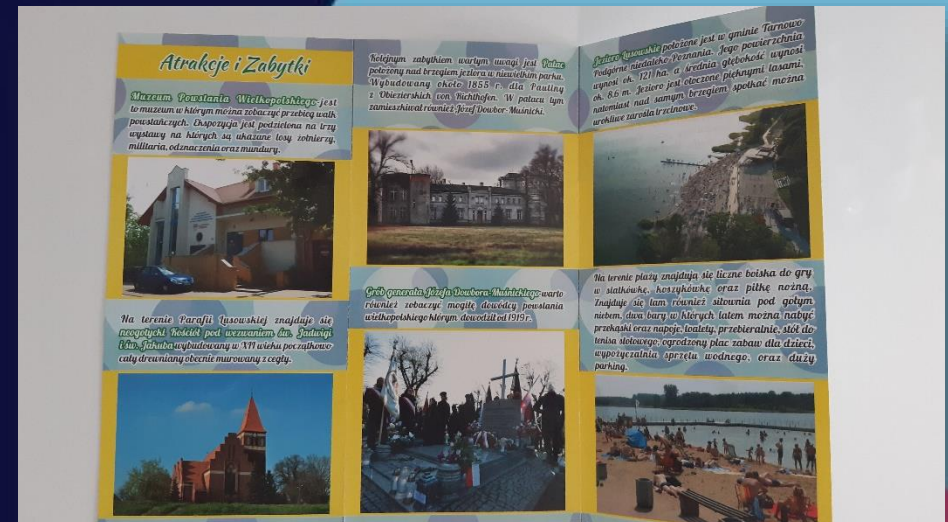 Atrakcje i Zabytki
Muzeum Powstania Wielkopolskiego jest
to muzeum w którym można zobaczyć przebieg walk
powstańczych. Ekspozycja jest podzielona na trzy
wystawy na których są ukazane losy żołnierzy,
militaria, odznaczenia oraz mundury.
Na terenie Parafii Lusowskiej znajduje się
neogotycki Kościół pod wezwaniem św. Jadwigi
i św. Jakuba wybudowany w XII wieku początkowo
cały drewniany obecnie murowany z cegły.
Kolejnym zabytkiem wartym uwagi jest Pałac
położony nad brzegiem jeziora w niewielkim parku.
Wybudowany około 1855 r. dla Pauliny
z Obiezierskich von Richthofen. W pałacu tym
zamieszkiwał również Józef Dowbor-Muśnicki.
Grób generała Józefa Dowbora-Muśnickiego warto
również zobaczyć mogiłę dowódcy powstania
wielkopolskiego którym dowodził od 1919r.
Jezioro Lusowskie położone jest w gminie Tarnowo
Podgórne niedaleko Poznania. Jego powierzchnia
wynosi ok. 121 ha, a średnia głębokość wynosi
ok. 8,6 m. Jezioro jest otoczone pięknymi lasami,
natomiast nad samym brzegiem spotkać można
urokliwe zarośla trzcinowe.
Na terenie plaży znajdują się liczne boiska do gry
w siatkówkę, koszykówkę oraz piłkę nożną.
Znajduje się tam również siłownia pod gołym
niebem, dwa bary w których latem można nabyć
przekąski oraz napoje, toalety, przebieralnie, stół do
tenisa stołowego, ogrodzony plac zabaw dla dzieci,
wypożyczalnia sprzętu wodnego, oraz duży
parking.